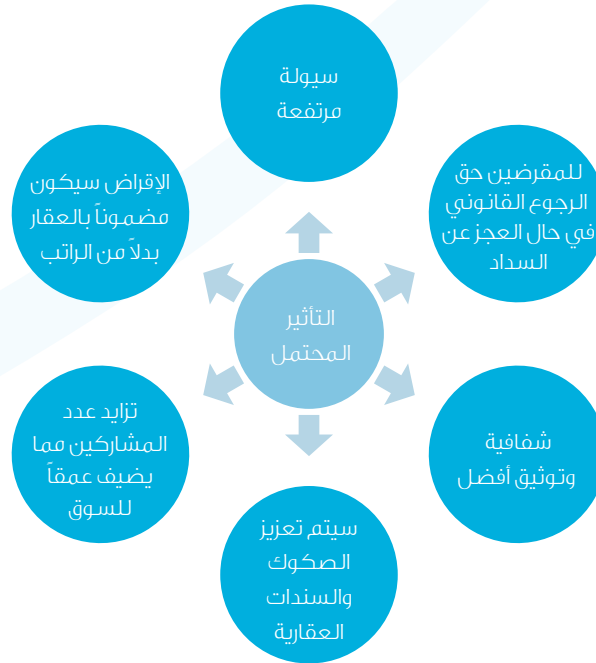 سيولة
مرتفعة
للمقرضين حق
الرجوع القانوني
في حال العجز عن
السداد
الإقراض سيكون
مضموناً بالعقار
بدلاً من الراتب
التأثير
المحتمل
شفافية
وتوثيق أفضل
تزايد عدد
المشاركين مما
يضيف عمقاً
للسوق
سيتم تعزيز
الصكوك
والسندات
العقارية